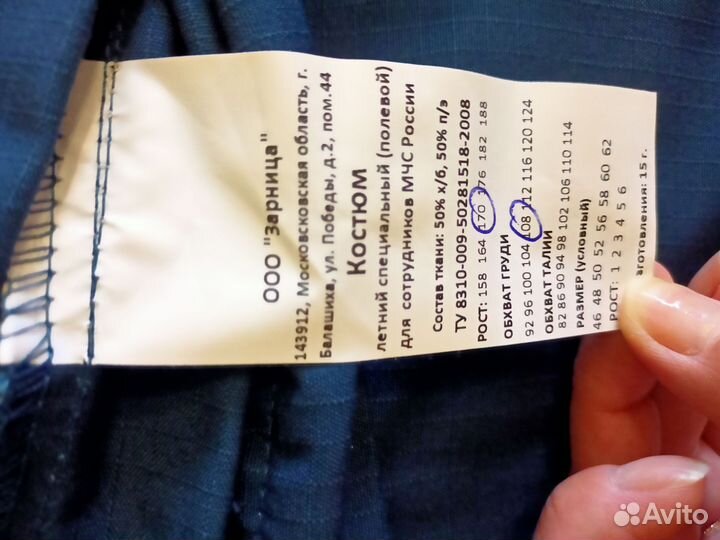 ООО "Зарница"
143912, Московсковская область, г.
Балашиха, ул. Победы, д.2, пом.44
Костюм
летний специальный (полевой)
для сотрудников МЧС России
Состав ткани: 50% х/б, 50% п/э
ТУ 8310-009-50281518-2008
РОСТ: 158 164 170 176 182 188
ОБХВАТ ГРУДИ
92 96 100 104 108 112 116 120 124
ОБХВАТ ТАЛИИ
82 86 90 94 98 102 106 110 114
РАЗМЕР (условный)
46 48 50 52 56 58 60 62
РОСТ: 1 2 3 4 5 6
аготовления: 15 г.
Avito